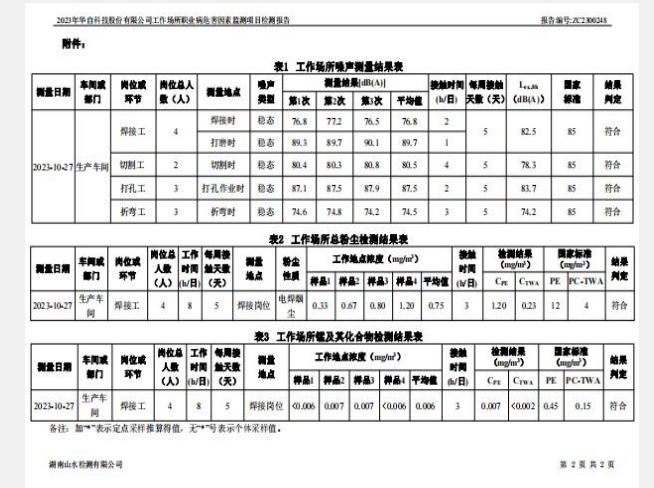 2023年华自科技股份有限公司工作场所职业病危害因素监测项目检测报告 报告编号:ZC2300248
附件:
表1 工作场所噪声测量结果表
测量日期 车间或部门 岗位或环节 岗位总人数(人) 测量地点 噪声类型 测量结果[dB(A)] 接触时间(h/日) 每周接触天数(天) Lex,8h(dB(A)) 国家标准 结果判定
第1次 第2次 第3次 平均值
2023-10-27 生产车间 焊接工 4 焊接时 稳态 76.8 77.2 76.5 76.8 2 5 82.5 85 符合
打磨时 稳态 89.3 89.7 90.1 89.7 1
切割工 2 切割时 稳态 80.4 80.3 80.8 80.5 4 5 78.3 85 符合
打孔工 3 打孔作业时 稳态 87.1 87.5 87.9 87.5 2 5 83.7 85 符合
折弯工 3 折弯时 稳态 74.6 74.8 74.2 74.5 3 5 74.2 85 符合
表2 工作场所总粉尘检测结果表
测量日期 车间或部门 岗位或环节 岗位总人数(人) 工作时间(h/日) 每周接触天数(天) 测量地点 粉尘性质 工作地点浓度(mg/m³) 接触时间(h/日) 检测结果(mg/m³) 国家标准(mg/m³) 结果判定
样品1 样品2 样品3 样品4 平均值 CPE CTWA PE PC-TWA
2023-10-27 生产车间 焊接工 4 8 5 焊接岗位 电焊烟尘 0.33 0.67 0.80 1.20 0.75 3 1.20 0.23 12 4 符合
表3 工作场所锰及其化合物检测结果表
测量日期 车间或部门 岗位或环节 岗位总人数(人) 工作时间(h/日) 每周接触天数(天) 测量地点 工作地点浓度(mg/m³) 接触时间(h/日) 检测结果(mg/m³) 国家标准(mg/m³) 结果判定
样品1 样品2 样品3 样品4 平均值 CPE CTWA PE PC-TWA
2023-10-27 生产车间 焊接工 4 8 5 焊接岗位 <0.006 0.007 0.007 <0.006 0.006 3 0.007 <0.002 0.45 0.15 符合
备注:加“*”表示定点采样推算得值,无“*”号表示个体采样值。
湖南山水检测有限公司 第 2 页 共 2 页